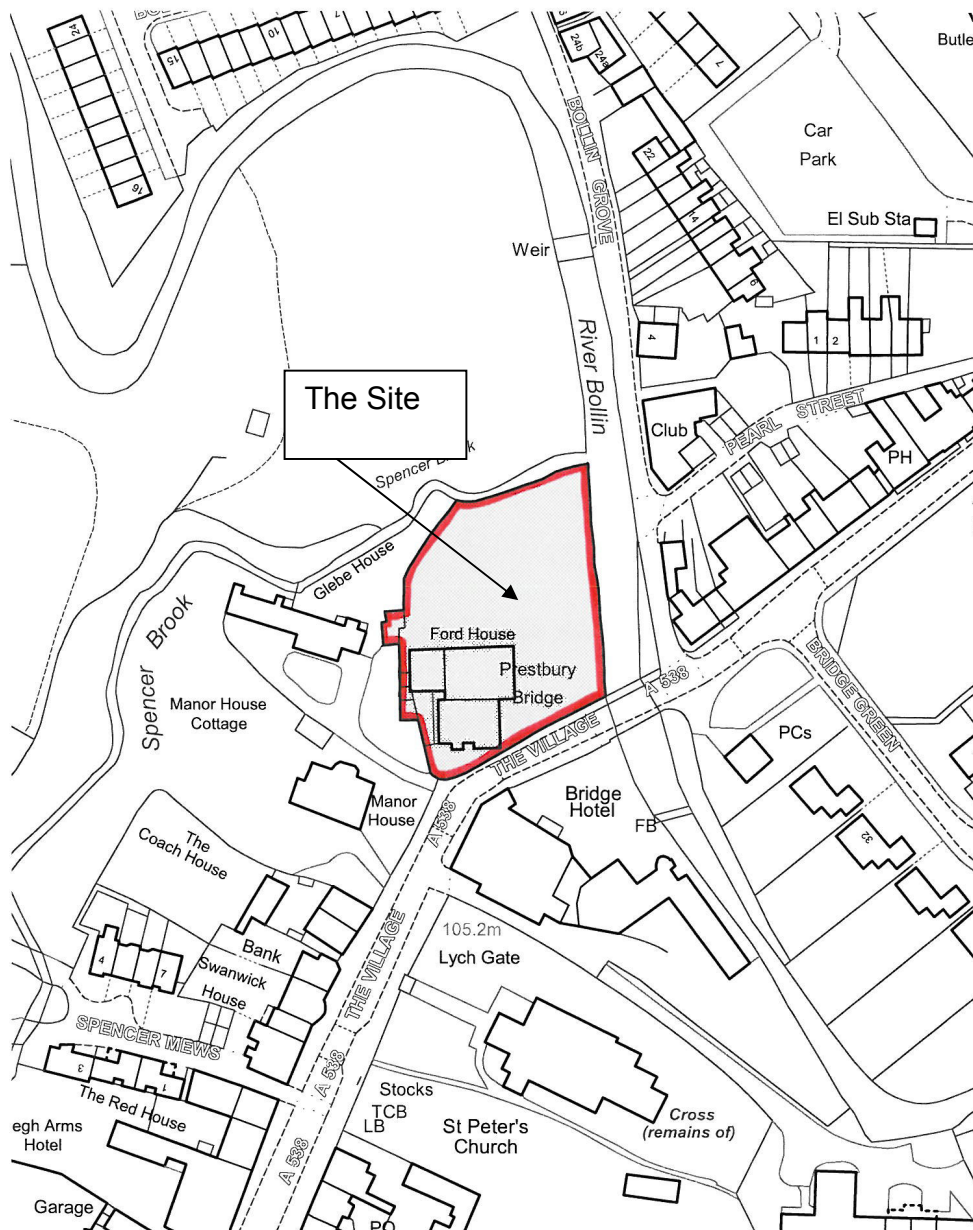 24
15
10
7
24b
24a
7
Butle
BOLLIN GROVE
Car
Park
22
14
6
El Sub Sta
Weir
16
River Bollin
4
1
2
The Site
PEARL STREET
Club
PH
Spencer
Glebe House
Spencer Brook
Ford House
Prestbury
Bridge
A 538
BRIDGE GREEN
Manor House
Cottage
THE VILLAGE
PCs
Manor
House
Bridge
Hotel
A 538
FB
32
The
Coach House
105.2m
Lych Gate
Bank
THE VILLAGE
4
7
Swanwick
House
SPENCER MEWS
A 538
3
1
The Red House
Stocks
TCB
LB
St Peter's
Church
Cross
(remains of)
egh Arms
Hotel
A 538
Garage
PO